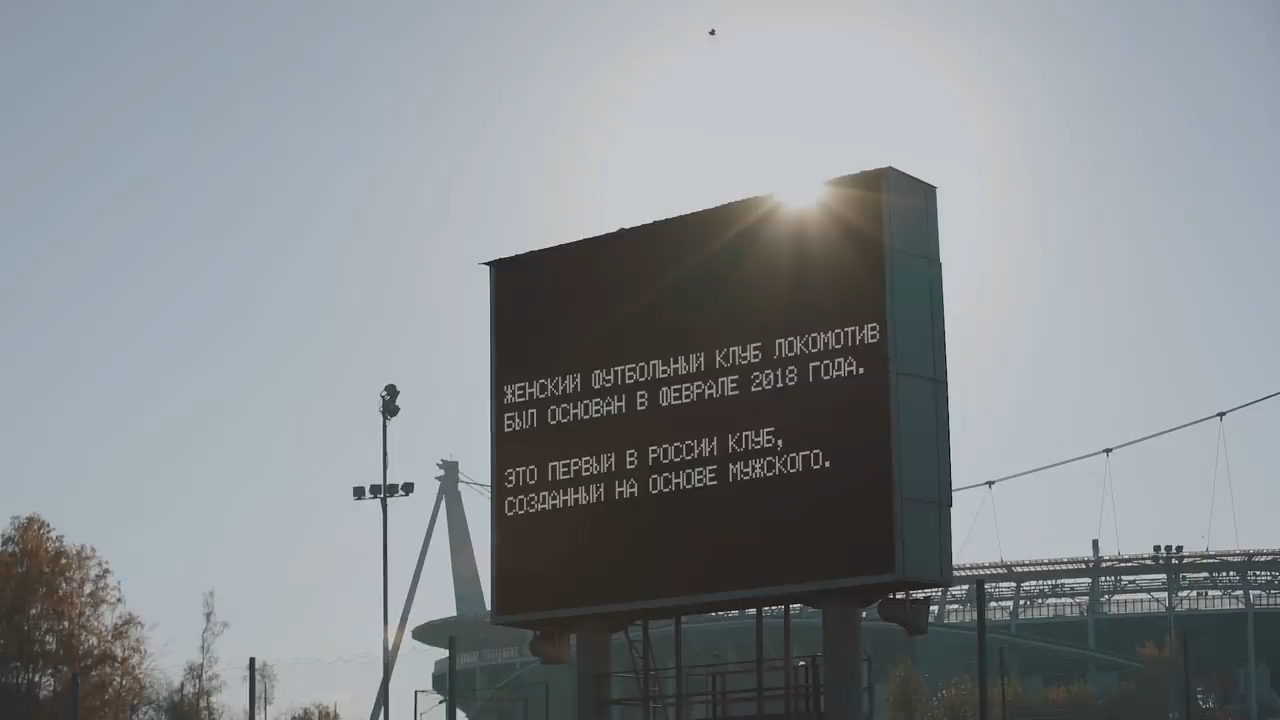 ЖЕНСКИЙ ФУТБОЛЬНЫЙ КЛУБ ЛОКОМОТИВ
БЫЛ ОСНОВАН В ФЕВРАЛЕ 2018 ГОДА.
ЭТО ПЕРВЫЙ В РОССИИ КЛУБ,
СОЗДАННЫЙ НА ОСНОВЕ МУЖСКОГО.